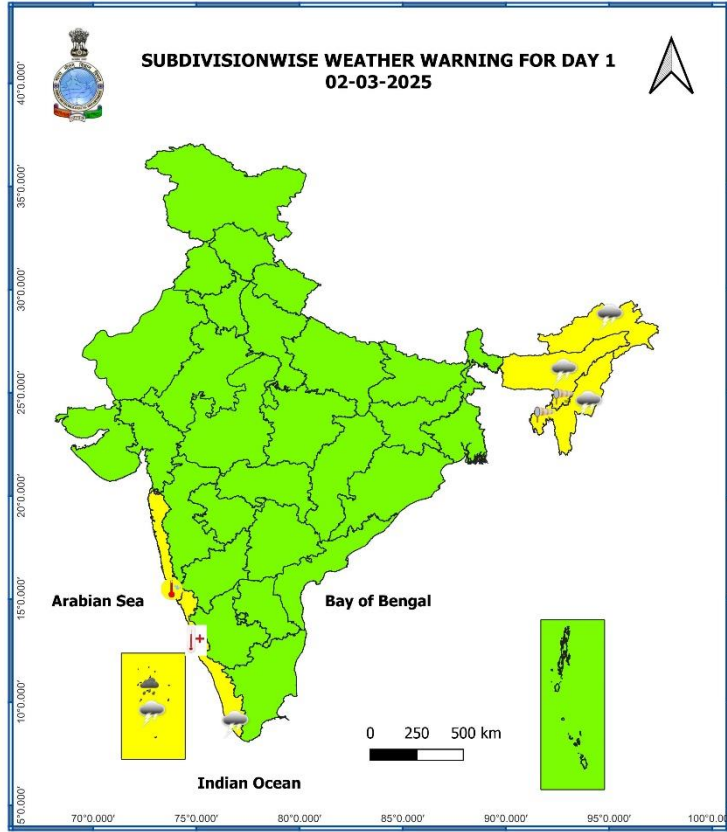 SUBDIVISIONWISE WEATHER WARNING FOR DAY 1
02-03-2025
40°0.000'
35°0.000'
30°0.000'
25°0.000'
20°0.000'
15°0.000'
10°0.000'
5°0.000'
Arabian Sea
Bay of Bengal
0 250 500 km
Indian Ocean
70°0.000' 75°0.000' 80°0.000' 85°0.000' 90°0.000' 95°0.000' 100°0.000'